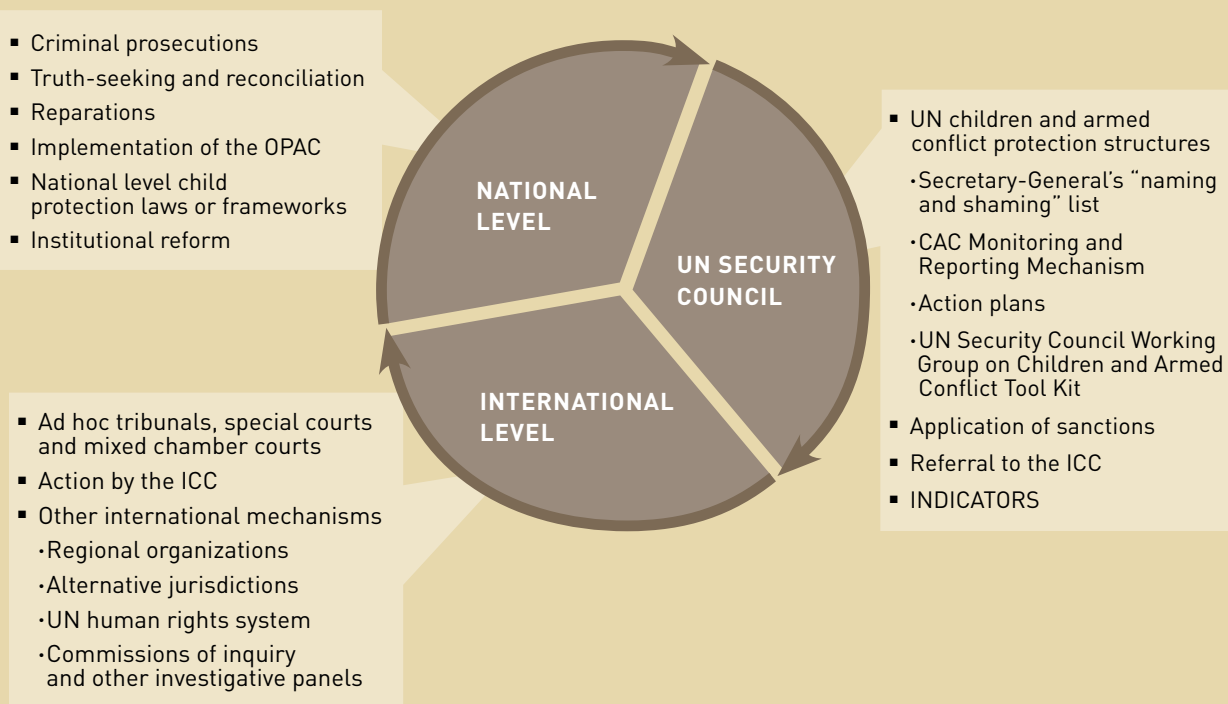 ▪ Criminal prosecutions
▪ Truth-seeking and reconciliation
▪ Reparations
▪ Implementation of the OPAC
▪ National level child
protection laws or frameworks
▪ Institutional reform
NATIONAL
LEVEL
UN SECURITY
COUNCIL
▪ UN children and armed
conflict protection structures
·Secretary-General’s “naming
and shaming” list
·CAC Monitoring and
Reporting Mechanism
·Action plans
·UN Security Council Working
Group on Children and Armed
Conflict Tool Kit
▪ Application of sanctions
▪ Referral to the ICC
▪ INDICATORS
INTERNATIONAL
LEVEL
▪ Ad hoc tribunals, special courts
and mixed chamber courts
▪ Action by the ICC
▪ Other international mechanisms
·Regional organizations
·Alternative jurisdictions
·UN human rights system
·Commissions of inquiry
and other investigative panels